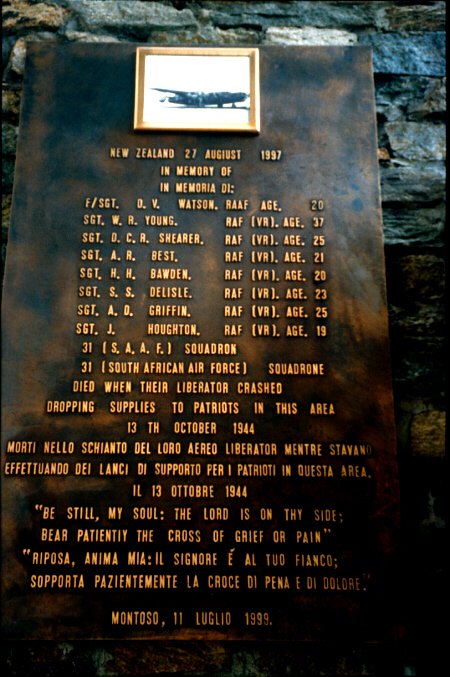 NEW ZEALAND 27 AUGIUST 1997
IN MEMORY OF
IN MEMORIA DI:
F/SGT. D. V. WATSON. RAAF AGE. 20
SGT. W. R. YOUNG. RAF (VR). AGE. 37
SGT. D. C. R. SHEARER. RAF (VR). AGE. 25
SGT. A. R. BEST. RAF (VR). AGE. 21
SGT. H. H. BAWDEN. RAF (VR). AGE. 20
SGT. S. S. DELISLE. RAF (VR). AGE. 23
SGT. A. D. GRIFFIN. RAF (VR). AGE. 25
SGT. J. HOUGHTON. RAF (VR). AGE. 19
31 (S. A. A. F.) SQUADRON
31 (SOUTH AFRICAN AIR FORCE) SQUADRONE
DIED WHEN THEIR LIBERATOR CRASHED
DROPPING SUPPLIES TO PATRIOTS IN THIS AREA
13 TH OCTOBER 1944
MORTI NELLO SCHIANTO DEL LORO AEREO LIBERATOR MENTRE STAVANO
EFFETTUANDO DEI LANCI DI SUPPORTO PER I PATRIOTI IN QUESTA AREA.
IL 13 OTTOBRE 1944
"BE STILL, MY SOUL: THE LORD IS ON THY SIDE;
BEAR PATIENTIY THE CROSS OF GRIEF OR PAIN"
"RIPOSA, ANIMA MIA: IL SIGNORE É AL TUO FIANCO;
SOPPORTA PAZIENTEMENTE LA CROCE DI PENA E DI DOLORE."
MONTOSO, 11 LUGLIO 1999.